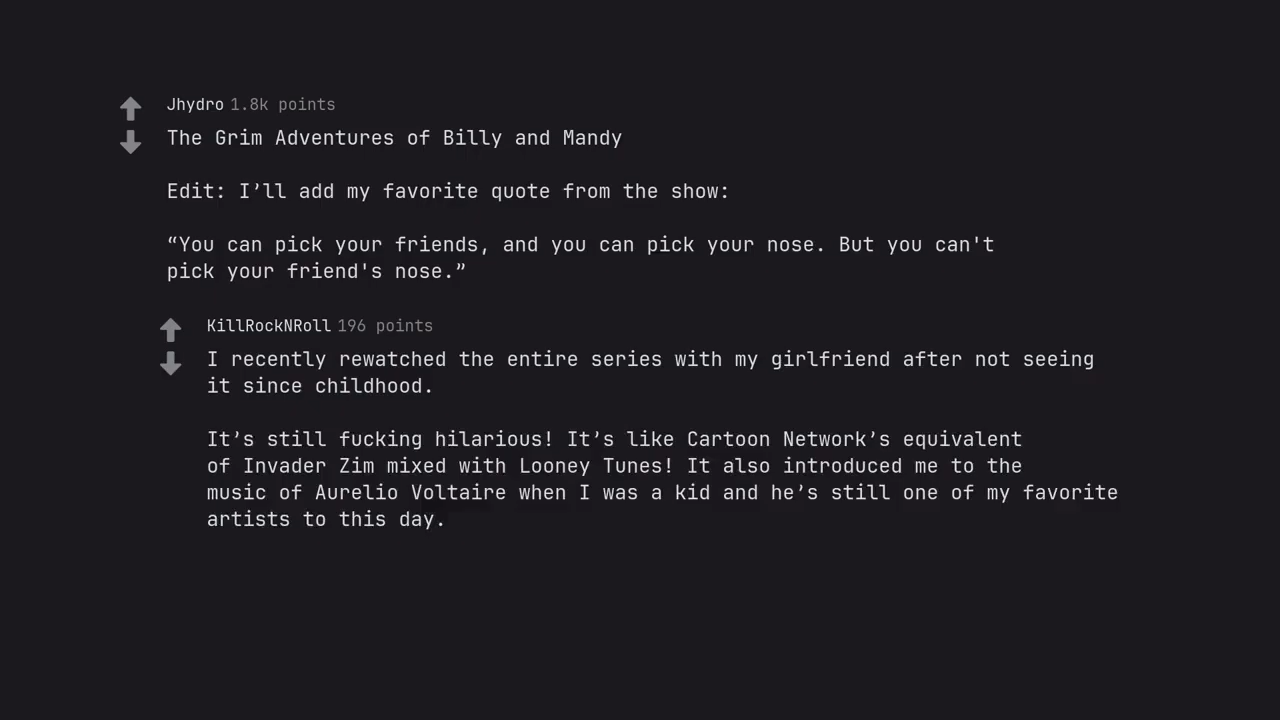 Jhydro 1.8k points
The Grim Adventures of Billy and Mandy
Edit: I’ll add my favorite quote from the show:
“You can pick your friends, and you can pick your nose. But you can't
pick your friend's nose.”
KillRockNRoll 196 points
I recently rewatched the entire series with my girlfriend after not seeing
it since childhood.
It’s still fucking hilarious! It’s like Cartoon Network’s equivalent
of Invader Zim mixed with Looney Tunes! It also introduced me to the
music of Aurelio Voltaire when I was a kid and he’s still one of my favorite
artists to this day.